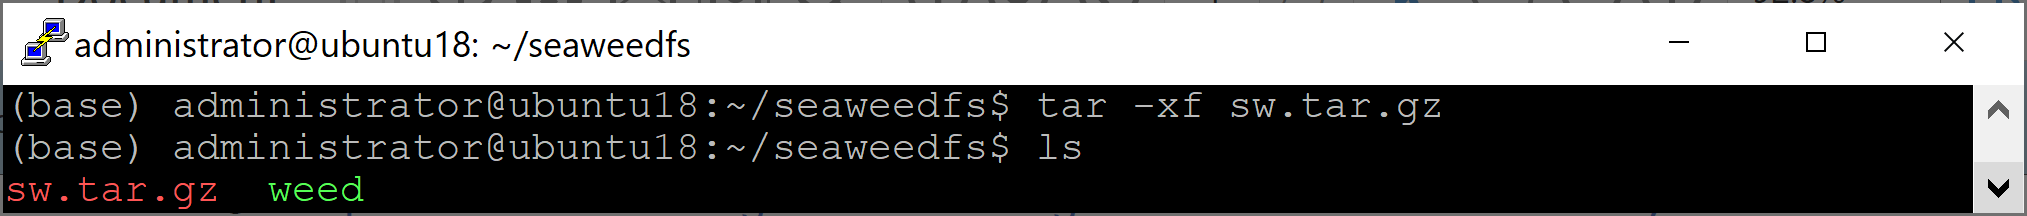 administrator@ubuntu18: ~/seaweedfs
(base) administrator@ubuntu18:~/seaweedfs$ tar -xf sw.tar.gz
(base) administrator@ubuntu18:~/seaweedfs$ ls
sw.tar.gz  weed